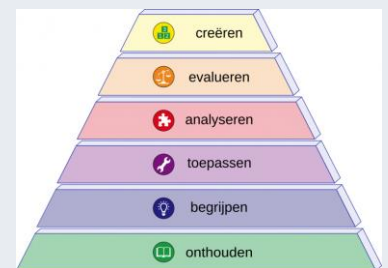 creëren
evalueren
analyseren
toepassen
begrijpen
onthouden